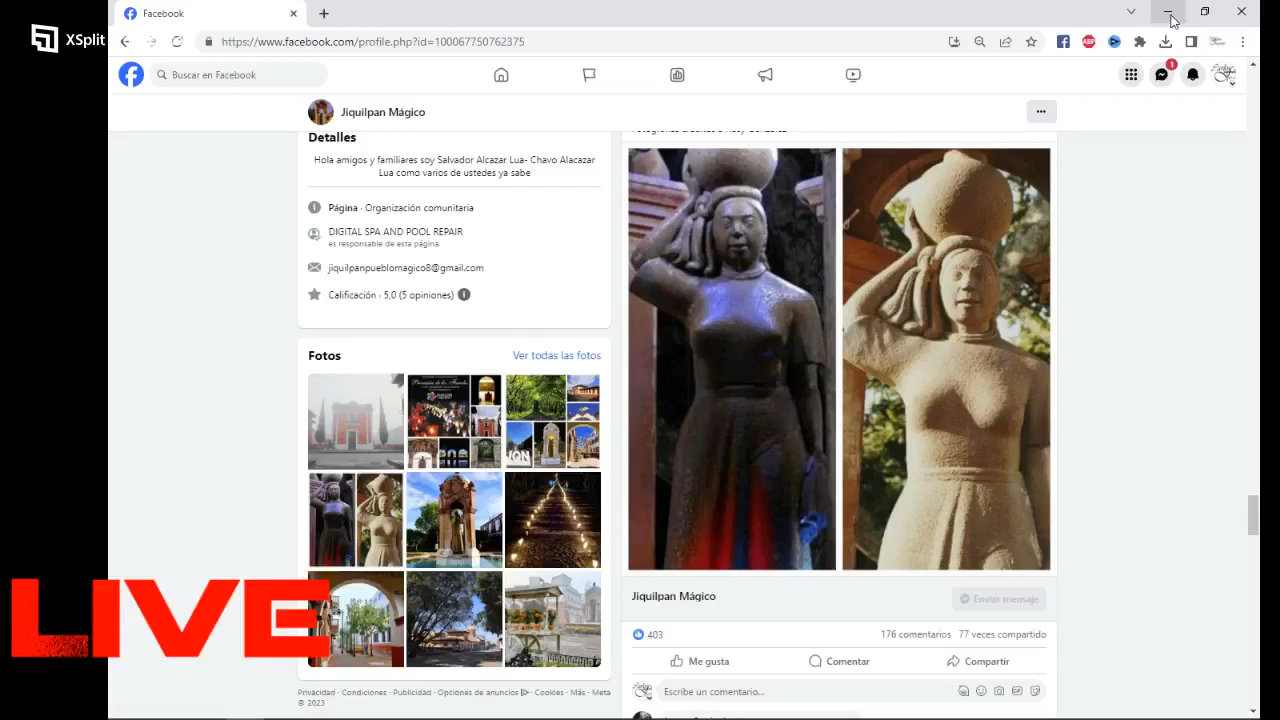 XSplit
Facebook
https://www.facebook.com/profile.php?id=100067750762375
ABP
Buscar en Facebook
1
Jiquilpan Mágico
Detalles
Hola amigos y familiares soy Salvador Alcazar Lua- Chavo Alacazar
Lua como varios de ustedes ya sabe
Página · Organización comunitaria
DIGITAL SPA AND POOL REPAIR
es responsable de esta página
jiquilpanpueblomagico8@gmail.com
Calificación · 5,0 (5 opiniones)
Fotos
Ver todas las fotos
Jiquilpan Mágico
Enviar mensaje
403
176 comentarios
77 veces compartido
Me gusta
Comentar
Compartir
Escribe un comentario...
LIVE
Privacidad · Condiciones · Publicidad · Opciones de anuncios · Cookies · Más · Meta
© 2023